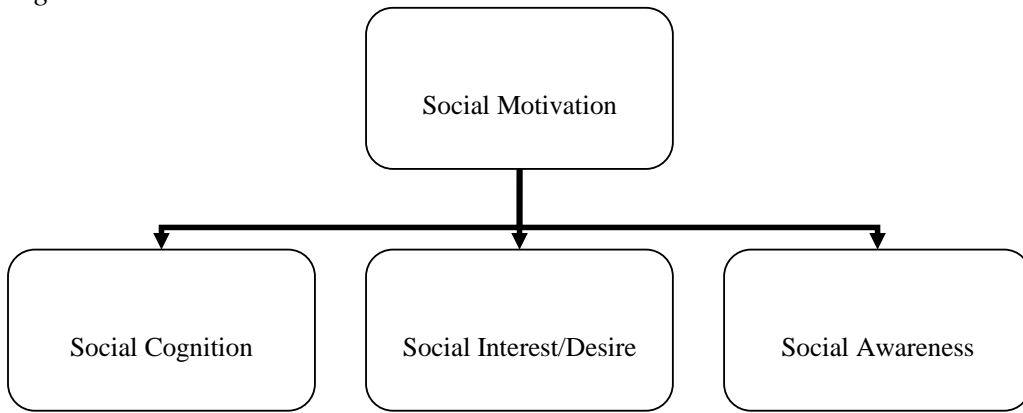 Social Motivation
Social Cognition
Social Interest/Desire
Social Awareness